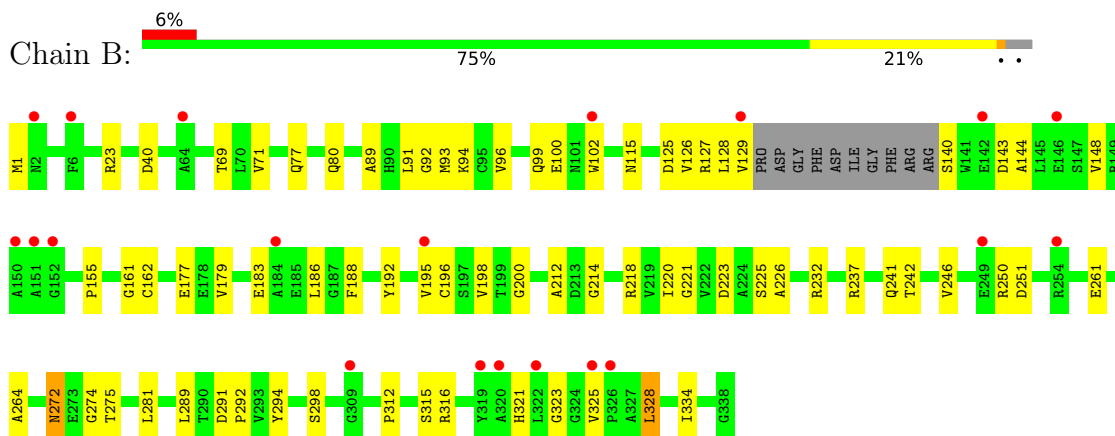 6%
Chain B:
75% 21% • •
M1 N2 F6 R23 D40 A64 T69 L70 V71 Q77 Q80 A89 H90 L91 G92 M93 K94 C95 V96 Q99 E100 N101 W102 N115 D125 V126 R127 L128 V129 PRO ASP GLY PHE ASP ILE GLY PHE ARG ARG S140 W141 E142 D143 A144 L145 E146 S147 V148 R149
A150 A151 G152 P155 G161 C162 E177 E178 V179 E183 A184 E185 L186 G187 F188 Y192 V195 C196 S197 V198 T199 G200 A212 D213 G214 R218 V219 I220 G221 V222 D223 A224 S225 A226 R232 R237 Q241 T242 V246 E249 R250 D251 R254 E261
A264 N272 E273 G274 T275 L281 L289 T290 D291 P292 V293 Y294 S298 G309 P312 S315 R316 Y319 A320 H321 L322 G323 G324 V325 P326 A327 L328 I334 G338